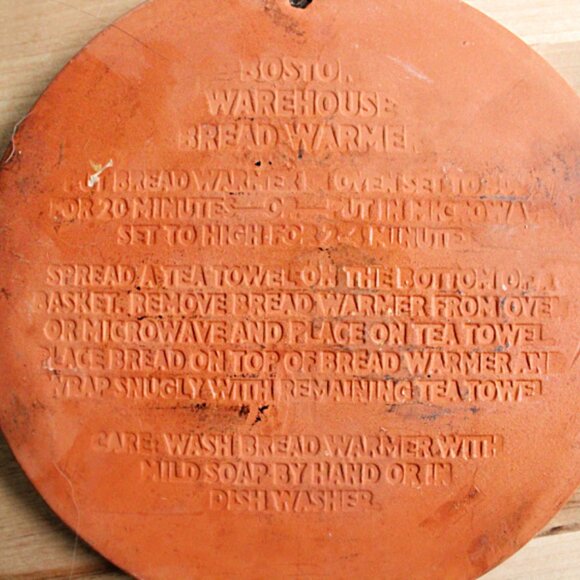 BOSTON
WAREHOUSE
BREAD WARMER
PUT BREAD WARMER IN OVEN SET TO
FOR 20 MINUTES—OR—PUT IN MICROWAVE
SET TO HIGH FOR 2-4 MINUTES
SPREAD A TEA TOWEL ON THE BOTTOM OF A
BASKET. REMOVE BREAD WARMER FROM OVEN
OR MICROWAVE AND PLACE ON TEA TOWEL
PLACE BREAD ON TOP OF BREAD WARMER AND
WRAP SNUGLY WITH REMAINING TEA TOWEL
CARE: WASH BREAD WARMER WITH
MILD SOAP BY HAND OR IN
DISH WASHER.